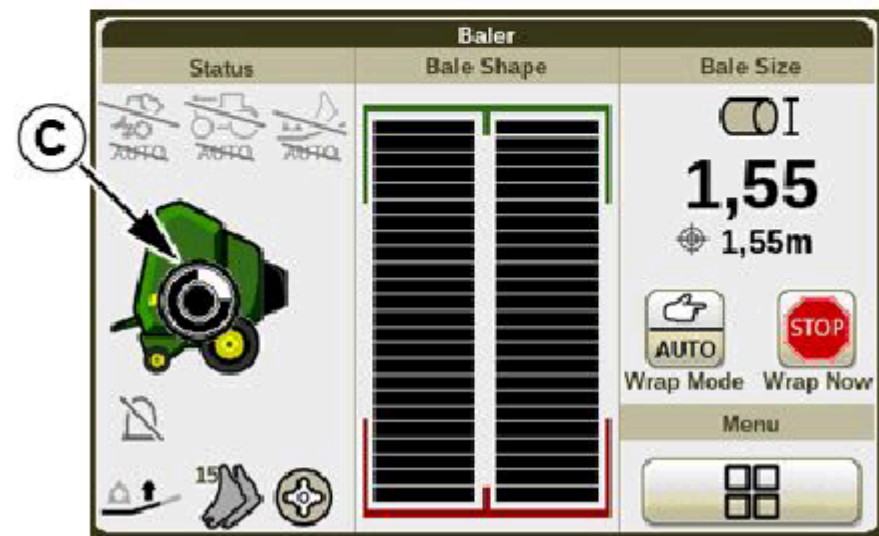 Baler
Status
Bale Shape
Bale Size
AUTO AUTO AUTO
C
1,55
1,55m
AUTO
STOP
Wrap Mode
Wrap Now
Menu
15